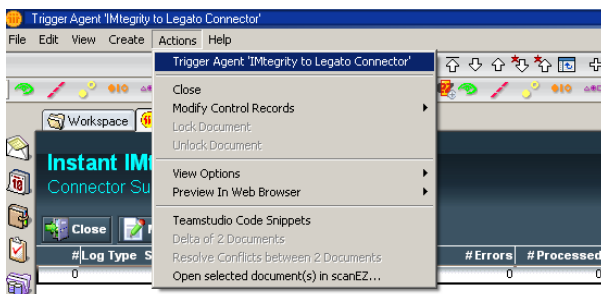 Trigger Agent 'IMtegrity to Legato Connector'
File Edit View Create Actions Help
Trigger Agent 'IMtegrity to Legato Connector'
Close
Modify Control Records
Lock Document
Unlock Document
Workspace
View Options
Preview In Web Browser
Instant IMt
Connector Su
Teamstudio Code Snippets
Delta of 2 Documents
Resolve Conflicts between 2 Documents
Open selected document(s) in scanEZ...
Close
# Log Type S # Errors # Processed
0 0 0